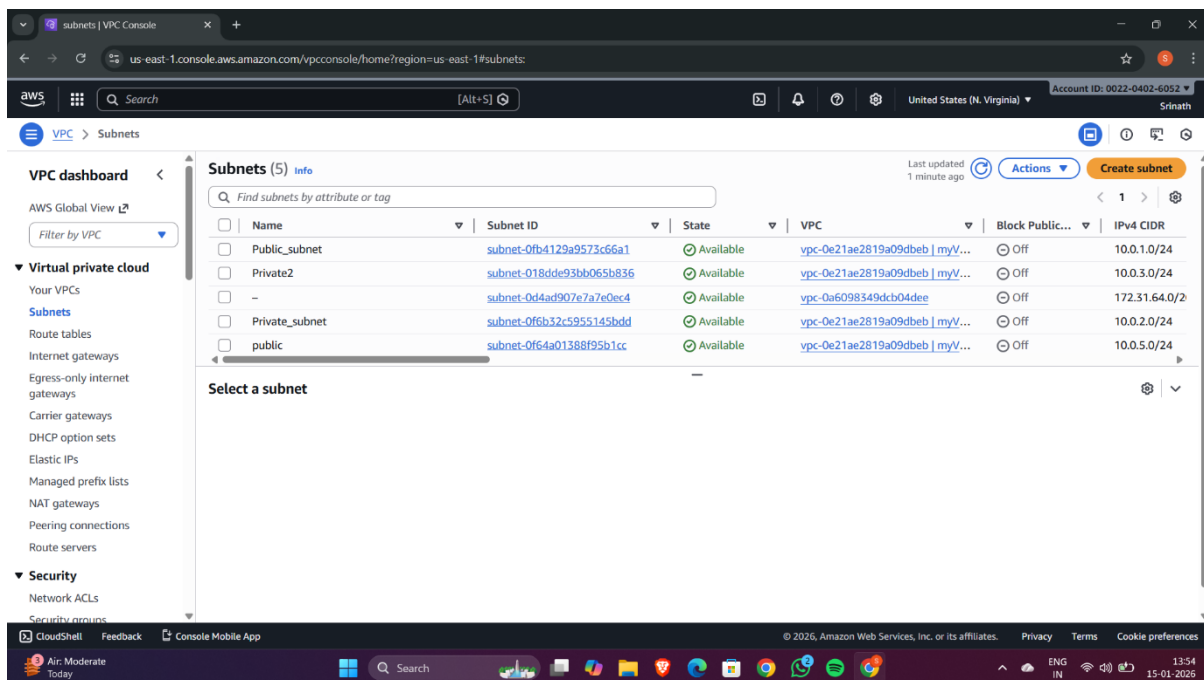 subnets | VPC Console
us-east-1.console.aws.amazon.com/vpcconsole/home?region=us-east-1#subnets:
S
aws
Search
[Alt+S]
United States (N. Virginia)
Account ID: 0022-0402-6052
Srinath
VPC > Subnets
VPC dashboard
AWS Global View
Filter by VPC
Virtual private cloud
Your VPCs
Subnets
Route tables
Internet gateways
Egress-only internet
gateways
Carrier gateways
DHCP option sets
Elastic IPs
Managed prefix lists
NAT gateways
Peering connections
Route servers
Security
Network ACLs
Security groups
Subnets (5) Info
Last updated
1 minute ago
Actions
Create subnet
Find subnets by attribute or tag
1
Name Subnet ID State VPC Block Public... IPv4 CIDR
Public_subnet subnet-0fb4129a9573c66a1 Available vpc-0e21ae2819a09dbeb | myV... Off 10.0.1.0/24
Private2 subnet-018dde93bb065b836 Available vpc-0e21ae2819a09dbeb | myV... Off 10.0.3.0/24
– subnet-0d4ad907e7a7e0ec4 Available vpc-0a6098349dcb04dee Off 172.31.64.0/2
Private_subnet subnet-0f6b32c5955145bdd Available vpc-0e21ae2819a09dbeb | myV... Off 10.0.2.0/24
public subnet-0f64a01388f95b1cc Available vpc-0e21ae2819a09dbeb | myV... Off 10.0.5.0/24
Select a subnet
CloudShell Feedback Console Mobile App
© 2026, Amazon Web Services, Inc. or its affiliates. Privacy Terms Cookie preferences
3
Air: Moderate
Today
Search
2
ENG
IN
13:54
15-01-2026